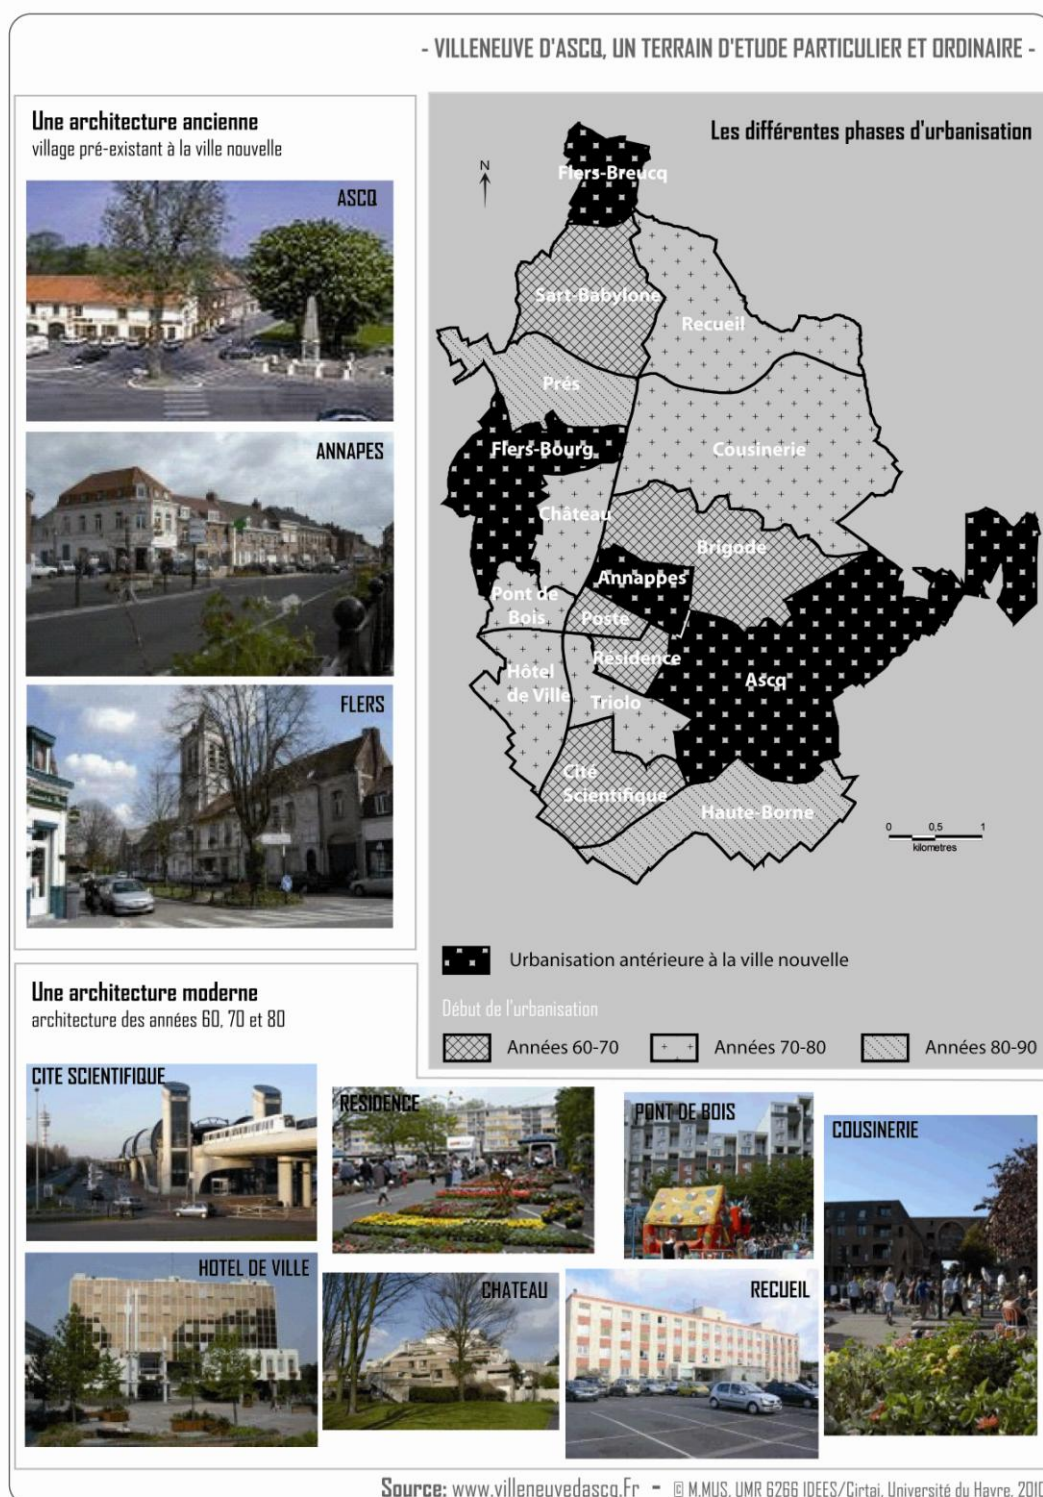 - VILLENEUVE D'ASCQ, UN TERRAIN D'ETUDE PARTICULIER ET ORDINAIRE -
Une architecture ancienne
village pré-existant à la ville nouvelle
ASCQ
ANNAPES
FLERS
Les différentes phases d'urbanisation
N
Flers-Breucq
Sart-Babylone
Recueil
Prés
Flers-Bourg
Cousinerie
Château
Brigode
Annappes
Pont de
Bois
Poste
Résidence
Hôtel
de Ville
Triolo
Ascq
Cité
Scientifique
Haute-Borne
0 0,5 1
kilometres
Urbanisation antérieure à la ville nouvelle
Début de l'urbanisation
Années 60-70
Années 70-80
Années 80-90
Une architecture moderne
architecture des années 60, 70 et 80
CITE SCIENTIFIQUE
RESIDENCE
PONT DE BOIS
COUSINERIE
HOTEL DE VILLE
CHATEAU
RECUEIL
Source: www.villeneuvedascq.Fr - © M.MUS, UMR 6266 IDEES/Cirtai, Université du Havre, 2010